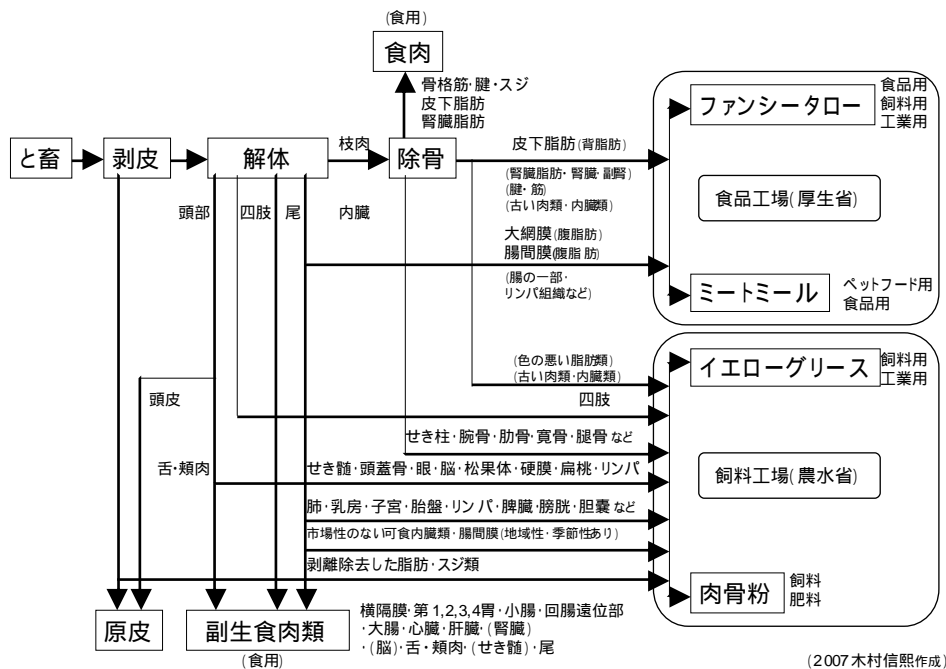 (食用)
食肉
骨格筋・腱・スジ
皮下脂肪
腎臓脂肪
と畜
剥皮
解体
枝肉
除骨
頭部
四肢
尾
内臓
皮下脂肪(背脂肪)
(腎臓脂肪・腎臓・副腎)
(腱・筋)
(古い肉類・内臓類)
大網膜(腹脂肪)
腸間膜(腹脂肪)
(腸の一部・
リンパ組織など)
ファンシータロー
食品用
飼料用
工業用
食品工場(厚生省)
ミートミール
ペットフード用
食品用
(色の悪い脂肪類)
(古い肉類・内臓類)
四肢
イエローグリース
飼料用
工業用
頭皮
せき柱・腕骨・肋骨・寛骨・腿骨など
舌・頬肉
せき髄・頭蓋骨・眼・脳・松果体・硬膜・扁桃・リンパ
飼料工場(農水省)
肺・乳房・子宮・胎盤・リンパ・脾臓・膀胱・胆嚢など
市場性のない可食内臓類・腸間膜(地域性・季節性あり)
剥離除去した脂肪・スジ類
肉骨粉
飼料
肥料
原皮
副生食肉類
(食用)
横隔膜・第1,2,3,4胃・小腸・回腸遠位部
・大腸・心臓・肝臓・(腎臓)
・(脳)・舌・頬肉・(せき髄)・尾
(2007木村信熙作成)